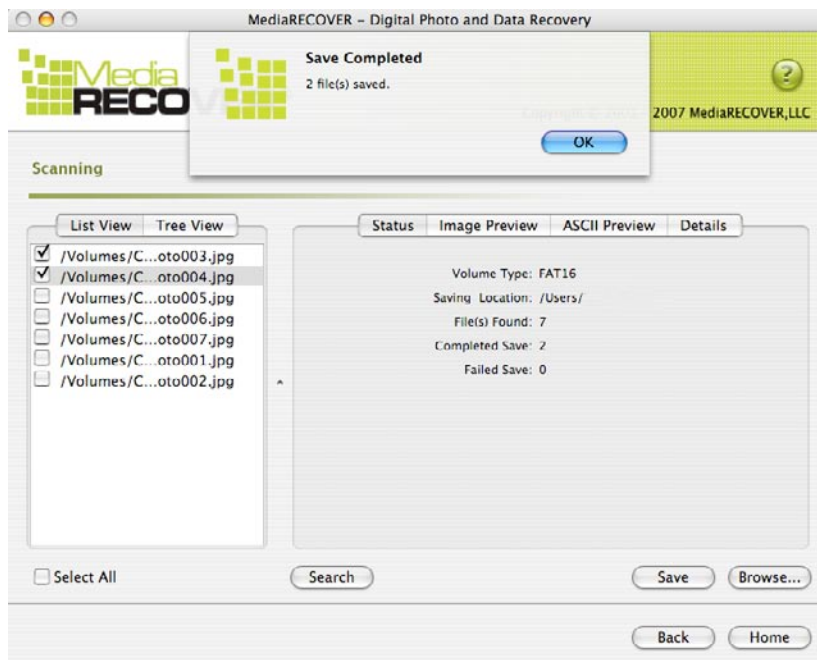 MediaRECOVER – Digital Photo and Data Recovery
Save Completed
2 file(s) saved.
OK
Media
RECO
?
2007 MediaRECOVER,LLC
Scanning
List View Tree View
/Volumes/C...oto003.jpg
/Volumes/C...oto004.jpg
/Volumes/C...oto005.jpg
/Volumes/C...oto006.jpg
/Volumes/C...oto007.jpg
/Volumes/C...oto001.jpg
/Volumes/C...oto002.jpg
Status Image Preview ASCII Preview Details
Volume Type: FAT16
Saving Location: /Users/
File(s) Found: 7
Completed Save: 2
Failed Save: 0
Select All Search Save Browse...
Back Home